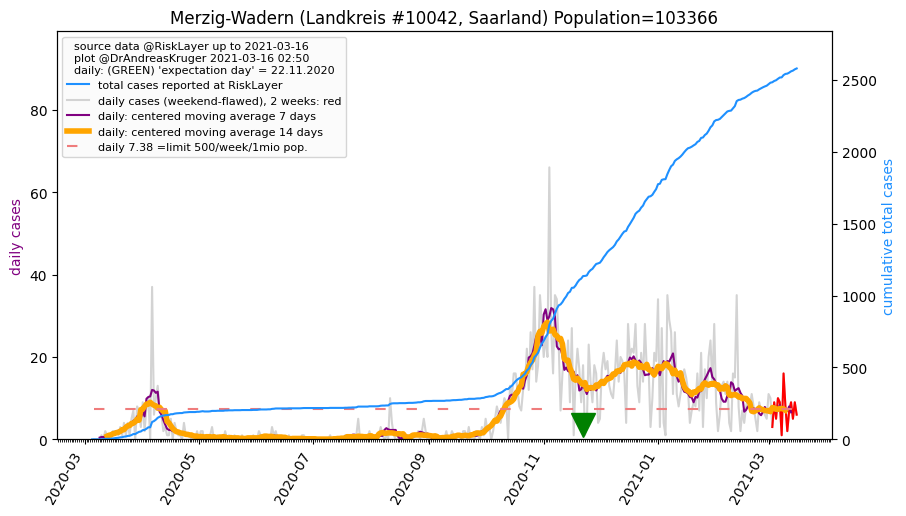 Merzig-Wadern (Landkreis #10042, Saarland) Population=103366
source data @RiskLayer up to 2021-03-16
plot @DrAndreasKruger 2021-03-16 02:50
daily: (GREEN) 'expectation day' = 22.11.2020
total cases reported at RiskLayer
daily cases (weekend-flawed), 2 weeks: red
daily: centered moving average 7 days
daily: centered moving average 14 days
daily 7.38 =limit 500/week/1mio pop.
daily cases
80
60
40
20
0
cumulative total cases
2500
2000
1500
1000
500
0
2020-03
2020-05
2020-07
2020-09
2020-11
2021-01
2021-03